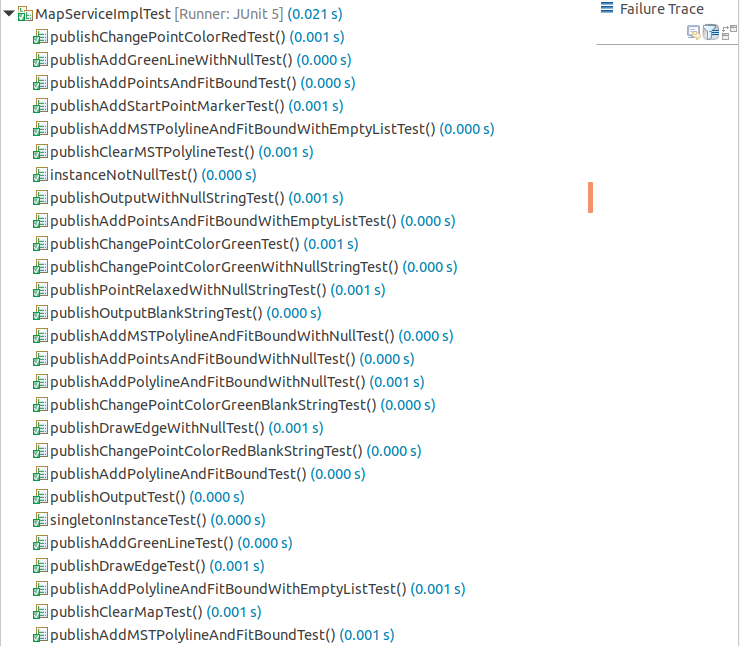 MapServiceImplTest [Runner: JUnit 5] (0.021 s)
Failure Trace
publishChangePointColorRedTest() (0.001 s)
publishAddGreenLineWithNullTest() (0.000 s)
publishAddPointsAndFitBoundTest() (0.000 s)
publishAddStartPointMarkerTest() (0.001 s)
publishAddMSTPolylineAndFitBoundWithEmptyListTest() (0.000 s)
publishClearMSTPolylineTest() (0.001 s)
instanceNotNullTest() (0.000 s)
publishOutputWithNullStringTest() (0.001 s)
publishAddPointsAndFitBoundWithEmptyListTest() (0.000 s)
publishChangePointColorGreenTest() (0.001 s)
publishChangePointColorGreenWithNullStringTest() (0.000 s)
publishPointRelaxedWithNullStringTest() (0.001 s)
publishOutputBlankStringTest() (0.000 s)
publishAddMSTPolylineAndFitBoundWithNullTest() (0.000 s)
publishAddPointsAndFitBoundWithNullTest() (0.000 s)
publishAddPolylineAndFitBoundWithNullTest() (0.001 s)
publishChangePointColorGreenBlankStringTest() (0.000 s)
publishDrawEdgeWithNullTest() (0.001 s)
publishChangePointColorRedBlankStringTest() (0.000 s)
publishAddPolylineAndFitBoundTest() (0.000 s)
publishOutputTest() (0.000 s)
singletonInstanceTest() (0.000 s)
publishAddGreenLineTest() (0.000 s)
publishDrawEdgeTest() (0.001 s)
publishAddPolylineAndFitBoundWithEmptyListTest() (0.001 s)
publishClearMapTest() (0.001 s)
publishAddMSTPolylineAndFitBoundTest() (0.001 s)